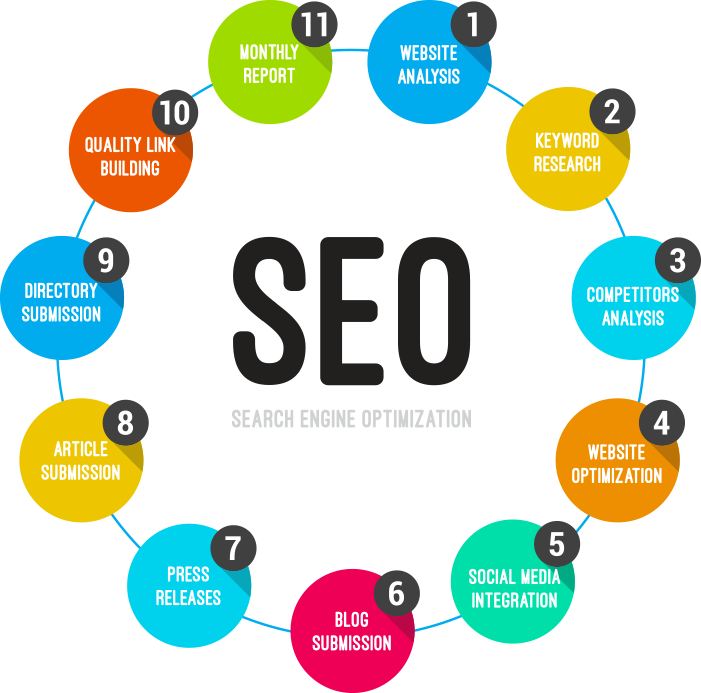 SEO
SEARCH ENGINE OPTIMIZATION
1
WEBSITE
ANALYSIS
2
KEYWORD
RESEARCH
3
COMPETITORS
ANALYSIS
4
WEBSITE
OPTIMIZATION
5
SOCIAL MEDIA
INTEGRATION
6
BLOG
SUBMISSION
7
PRESS
RELEASES
8
ARTICLE
SUBMISSION
9
DIRECTORY
SUBMISSION
10
QUALITY LINK
BUILDING
11
MONTHLY
REPORT